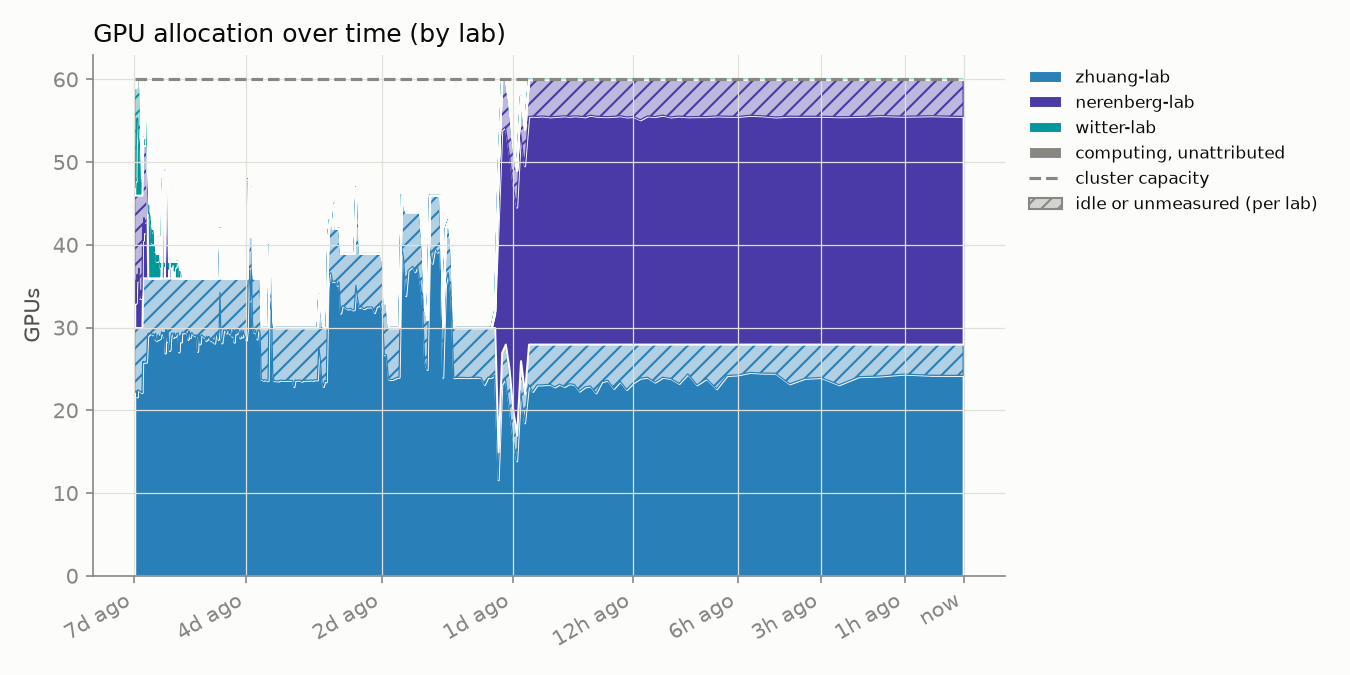 GPU allocation over time (by lab)
60
50
40
30
20
10
0
GPUs
7d ago
4d ago
2d ago
1d ago
12h ago
6h ago
3h ago
1h ago
now
zhuang-lab
nerenberg-lab
witter-lab
computing, unattributed
cluster capacity
idle or unmeasured (per lab)